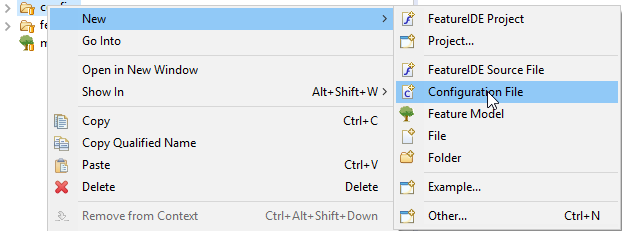 New
Go Into
Open in New Window
Show In Alt+Shift+W
Copy Ctrl+C
Copy Qualified Name
Paste Ctrl+V
Delete Delete
Remove from Context Ctrl+Alt+Shift+Down
FeatureIDE Project
Project...
FeatureIDE Source File
Configuration File
Feature Model
File
Folder
Example...
Other... Ctrl+N